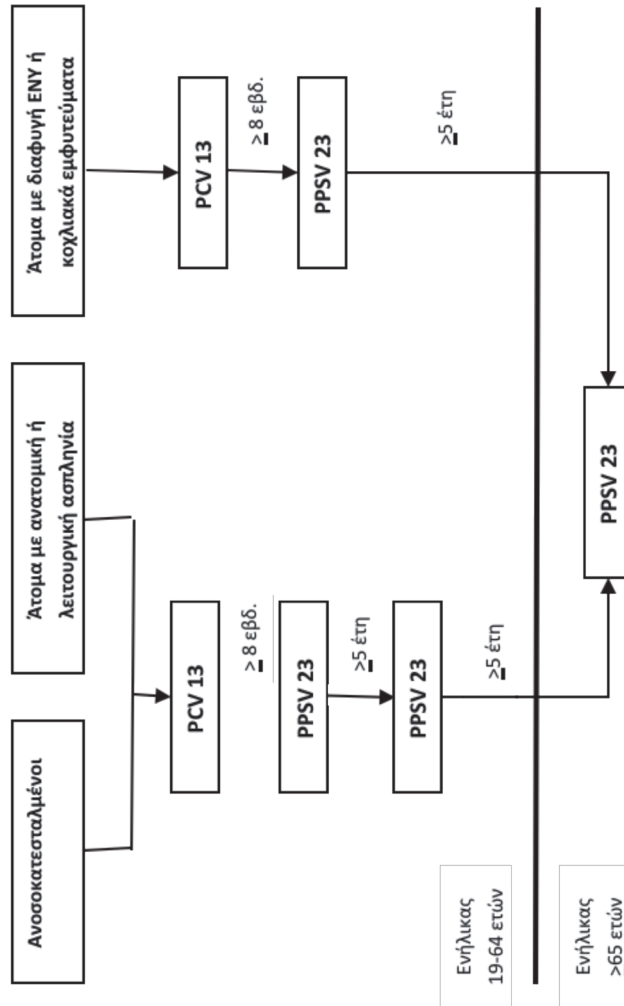 Ανοσοκατεσταλμένοι
Άτομα με ανατομική ή
λειτουργική ασπληνία
Άτομα με διαφυγή ΕΝΥ ή
κοχλιακά εμφυτεύματα
PCV 13
≥ 8 εβδ.
PPSV 23
≥5 έτη
PPSV 23
≥5 έτη
PCV 13
≥ 8 εβδ.
PPSV 23
≥5 έτη
Ενήλικας
19-64 ετών
Ενήλικας
>65 ετών
PPSV 23